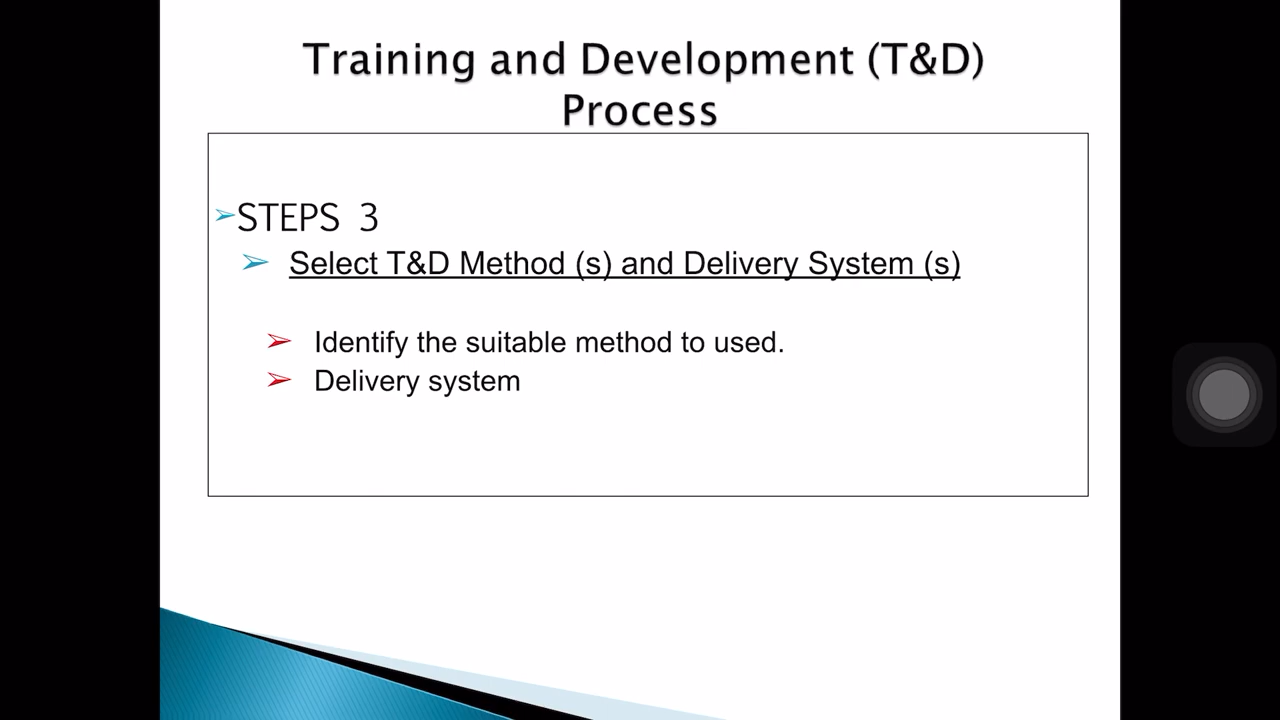 Training and Development (T&D)
Process
STEPS 3
Select T&D Method (s) and Delivery System (s)
Identify the suitable method to used.
Delivery system